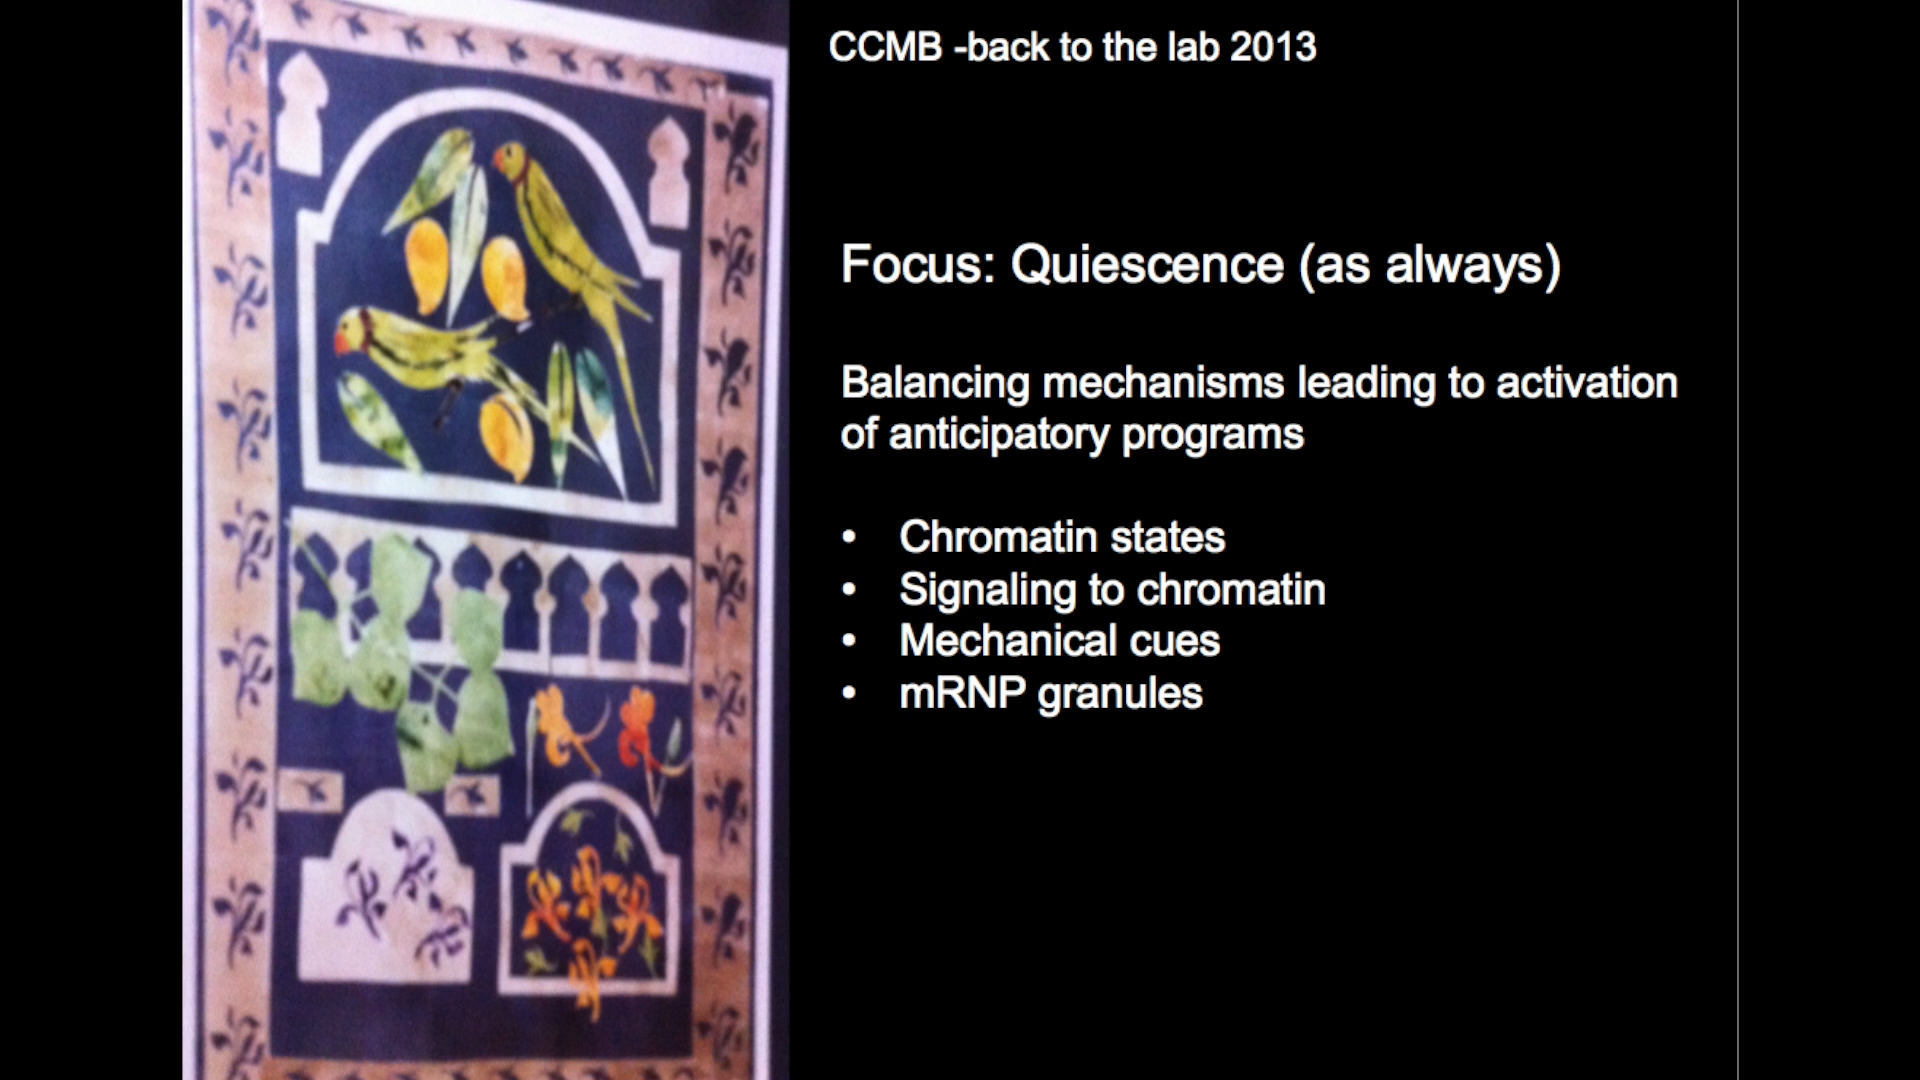 CCMB -back to the lab 2013
Focus: Quiescence (as always)
Balancing mechanisms leading to activation
of anticipatory programs
• Chromatin states
• Signaling to chromatin
• Mechanical cues
• mRNP granules